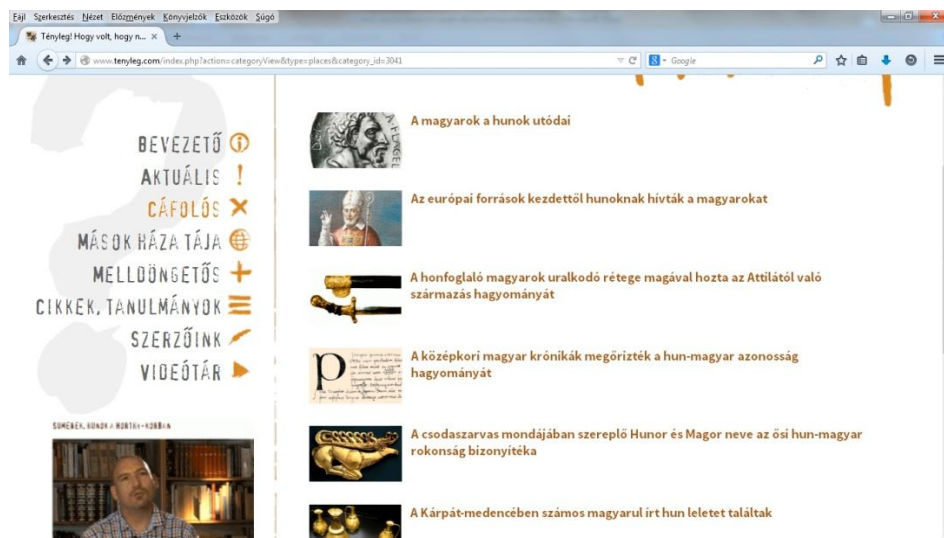 Fájl Szerkesztés Nézet Előzmények Könyvjelzők Eszközök Súgó
Tényleg! Hogy volt, hogy n...
www.tenyleg.com/index.php?action=categoryView&type=places&category_id=3041
Google
BEVEZETŐ
AKTUÁLIS
CÁFOLÓS
MÁSOK HÁZA TÁJA
MELLDÖNGETŐS
CIKKEK, TANULMÁNYOK
SZERZŐINK
VIDEÓTÁR
SUMEREK, HUNOK A HORTHY-KORBAN
A magyarok a hunok utódai
Az európai források kezdettől hunoknak hívták a magyarokat
A honfoglaló magyarok uralkodó rétege magával hozta az Attilától való
származás hagyományát
A középkori magyar krónikák megőrizték a hun-magyar azonosság
hagyományát
A csodaszarvas mondájában szereplő Hunor és Magor neve az ősi hun-magyar
rokonság bizonyítéka
A Kárpát-medencében számos magyarul írt hun leletet találtak